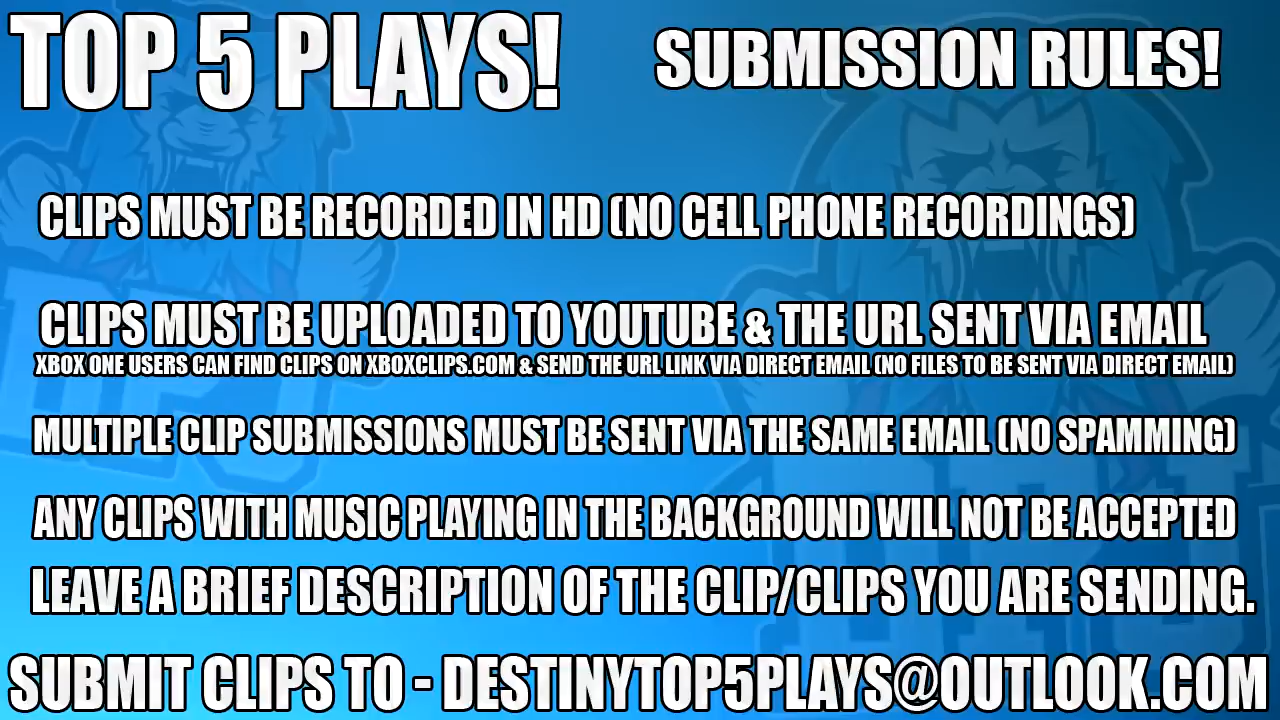 TOP 5 PLAYS!
SUBMISSION RULES!
CLIPS MUST BE RECORDED IN HD (NO CELL PHONE RECORDINGS)
CLIPS MUST BE UPLOADED TO YOUTUBE & THE URL SENT VIA EMAIL
XBOX ONE USERS CAN FIND CLIPS ON XBOXCLIPS.COM & SEND THE URL LINK VIA DIRECT EMAIL (NO FILES TO BE SENT VIA DIRECT EMAIL)
MULTIPLE CLIP SUBMISSIONS MUST BE SENT VIA THE SAME EMAIL (NO SPAMMING)
ANY CLIPS WITH MUSIC PLAYING IN THE BACKGROUND WILL NOT BE ACCEPTED
LEAVE A BRIEF DESCRIPTION OF THE CLIP/CLIPS YOU ARE SENDING.
SUBMIT CLIPS TO - DESTINYTOP5PLAYS@OUTLOOK.COM